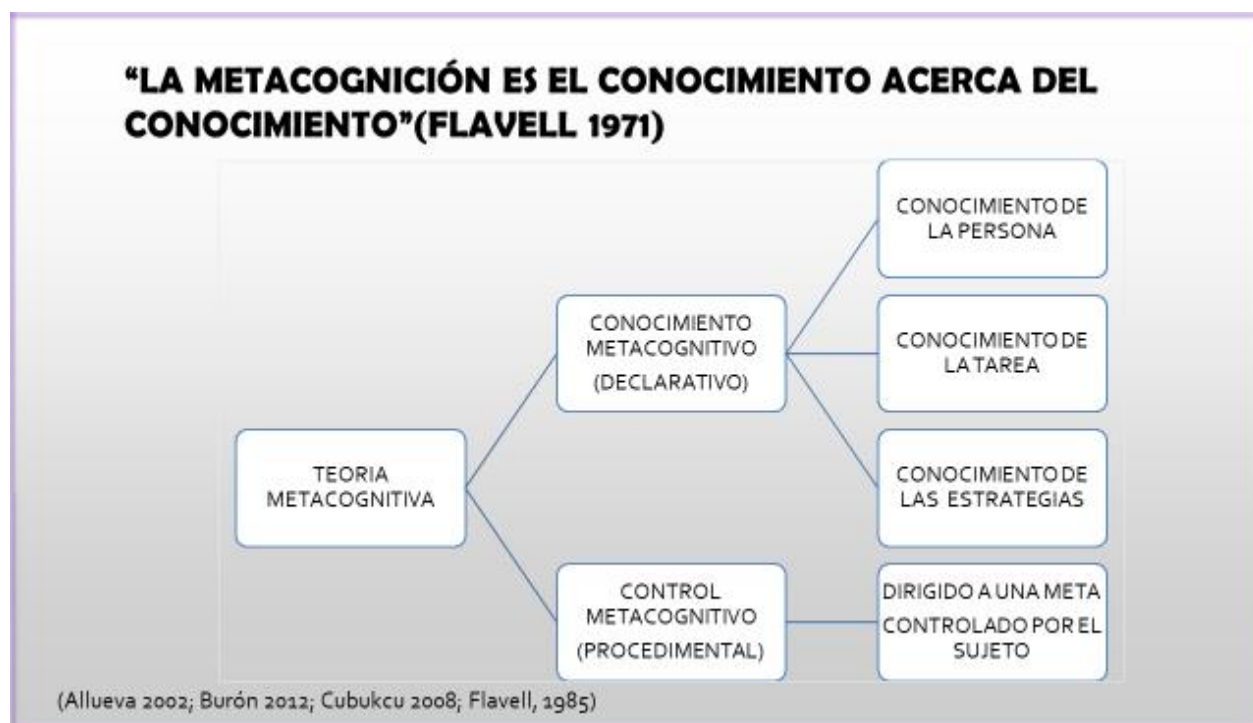 “LA METACOGNICIÓN ES EL CONOCIMIENTO ACERCA DEL
CONOCIMIENTO”(FLAVELL 1971)
TEORIA
METACOGNITIVA
CONOCIMIENTO
METACOGNITIVO
(DECLARATIVO)
CONOCIMIENTO DE
LA PERSONA
CONOCIMIENTO DE
LA TAREA
CONOCIMIENTO DE
LAS ESTRATEGIAS
CONTROL
METACOGNITIVO
(PROCEDIMENTAL)
DIRIGIDO A UNA META
CONTROLADO POR EL
SUJETO
(Allueva 2002; Burón 2012; Cubukcu 2008; Flavell, 1985)